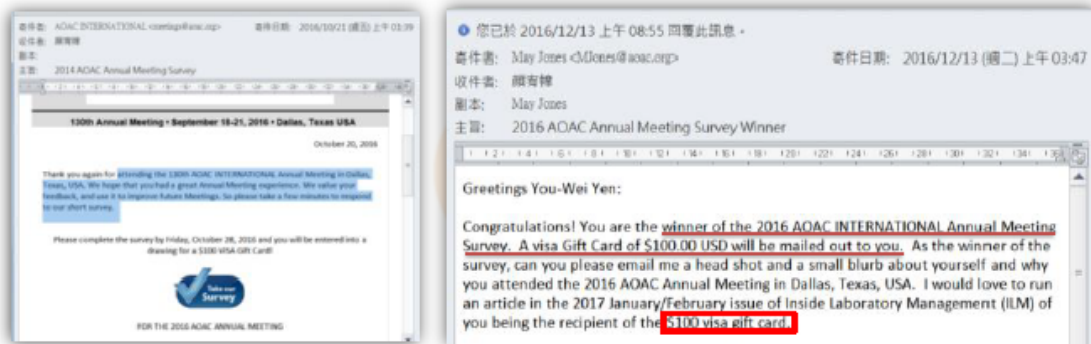 寄件者: AOAC INTERNATIONAL <meetings@aoac.org> 寄件日期: 2016/10/21 (週五) 上午 03:39
收件者: 顏宥嫜
副本:
主旨: 2014 AOAC Annual Meeting Survey
130th Annual Meeting • September 18-21, 2016 • Dallas, Texas USA
October 20, 2016
Thank you again for attending the 130th AOAC INTERNATIONAL Annual Meeting in Dallas,
Texas, USA. We hope that you had a great Annual Meeting experience. We value your
feedback, and use it to improve future Meetings. So please take a few minutes to respond
to our short survey.
Please complete the survey by Friday, October 28, 2016 and you will be entered into a
drawing for a $100 VISA Gift Card!
Take our
Survey
FOR THE 2016 AOAC ANNUAL MEETING
您已於 2016/12/13 上午 08:55 回覆此訊息。
寄件者: May Jones <MJones@aoac.org> 寄件日期: 2016/12/13 (週二) 上午 03:47
收件者: 顏宥嫜
副本: May Jones
主旨: 2016 AOAC Annual Meeting Survey Winner
Greetings You-Wei Yen:
Congratulations! You are the winner of the 2016 AOAC INTERNATIONAL Annual Meeting
Survey. A visa Gift Card of $100.00 USD will be mailed out to you. As the winner of the
survey, can you please email me a head shot and a small blurb about yourself and why
you attended the 2016 AOAC Annual Meeting in Dallas, Texas, USA. I would love to run
an article in the 2017 January/February issue of Inside Laboratory Management (ILM) of
you being the recipient of the $100 visa gift card.